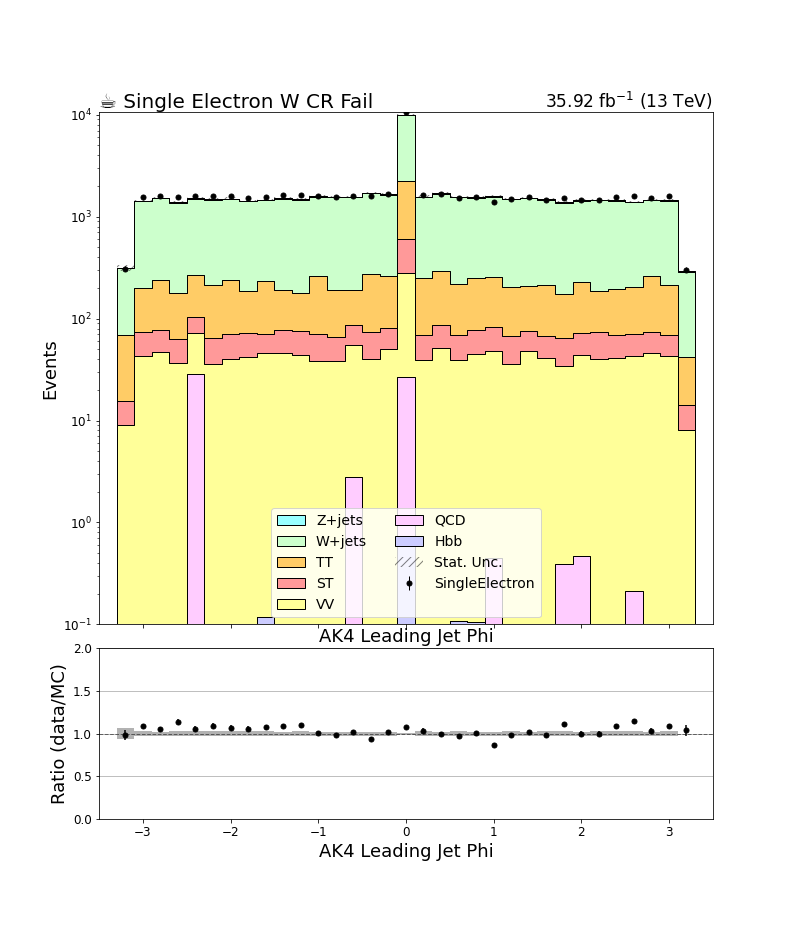 ☕ Single Electron W CR Fail 35.92 fb⁻¹ (13 TeV)
10⁴
10³
10²
10¹
10⁰
10⁻¹
Events
Z+jets QCD
W+jets Hbb
TT Stat. Unc.
ST SingleElectron
VV
AK4 Leading Jet Phi
2.0
1.5
1.0
0.5
0.0
Ratio (data/MC)
−3 −2 −1 0 1 2 3
AK4 Leading Jet Phi